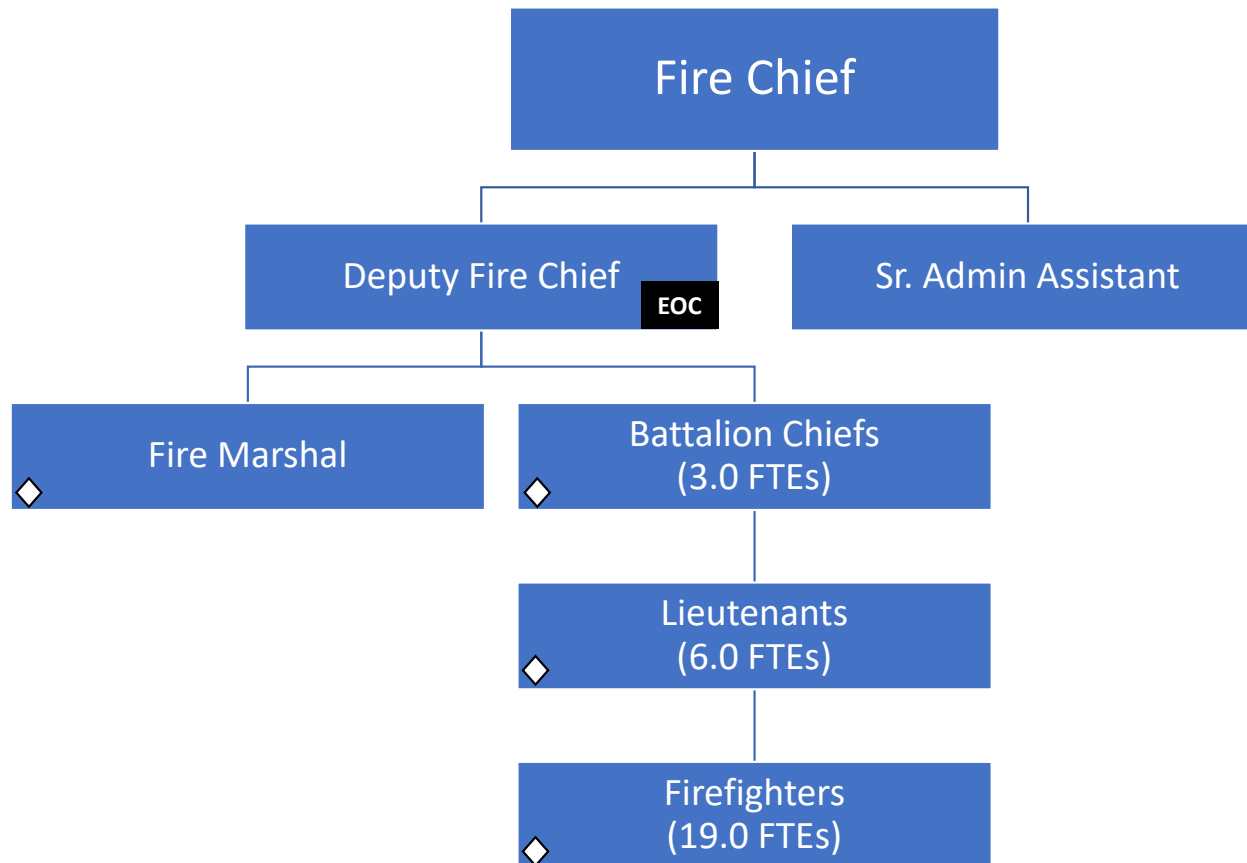 Fire Chief
Deputy Fire Chief
EOC
Sr. Admin Assistant
Fire Marshal
Battalion Chiefs
(3.0 FTEs)
Lieutenants
(6.0 FTEs)
Firefighters
(19.0 FTEs)